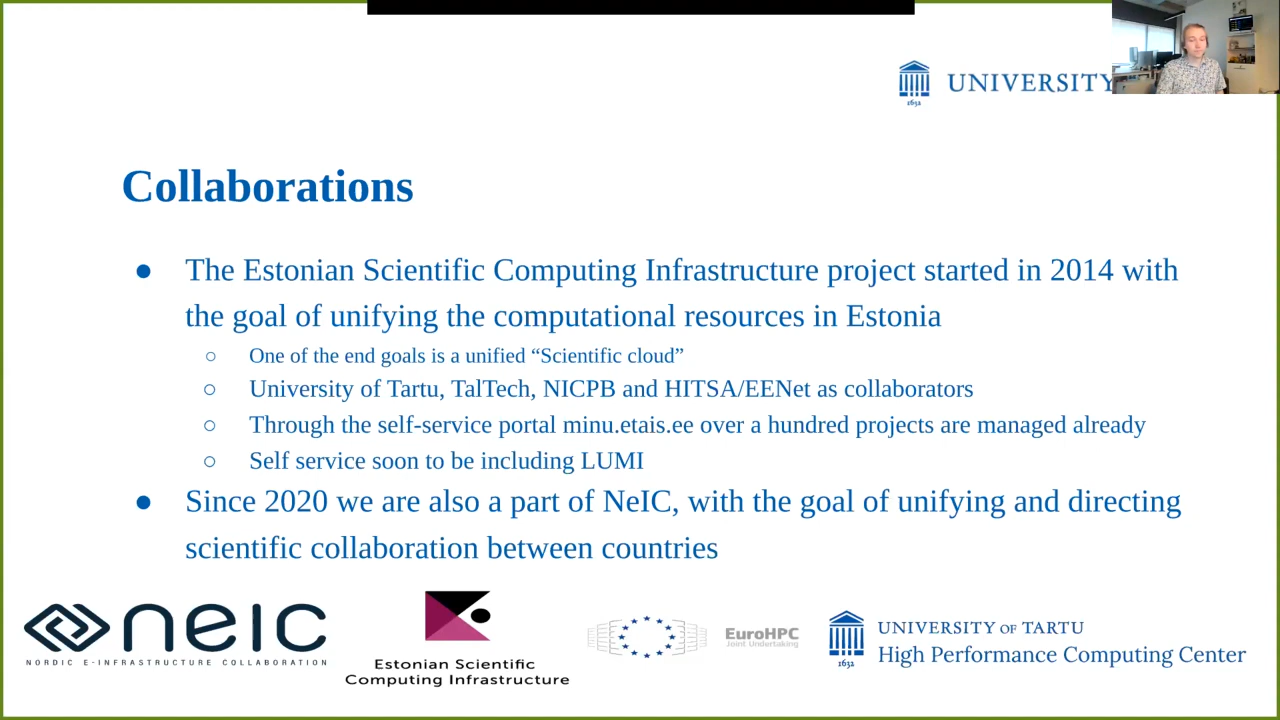 UNIVERSITY
1632
Collaborations
● The Estonian Scientific Computing Infrastructure project started in 2014 with
the goal of unifying the computational resources in Estonia
○ One of the end goals is a unified “Scientific cloud”
○ University of Tartu, TalTech, NICPB and HITSA/EENet as collaborators
○ Through the self-service portal minu.etais.ee over a hundred projects are managed already
○ Self service soon to be including LUMI
● Since 2020 we are also a part of NeIC, with the goal of unifying and directing
scientific collaboration between countries
neic
NORDIC E-INFRASTRUCTURE COLLABORATION
Estonian Scientific
Computing Infrastructure
EuroHPC
Joint Undertaking
1632
UNIVERSITY OF TARTU
High Performance Computing Center